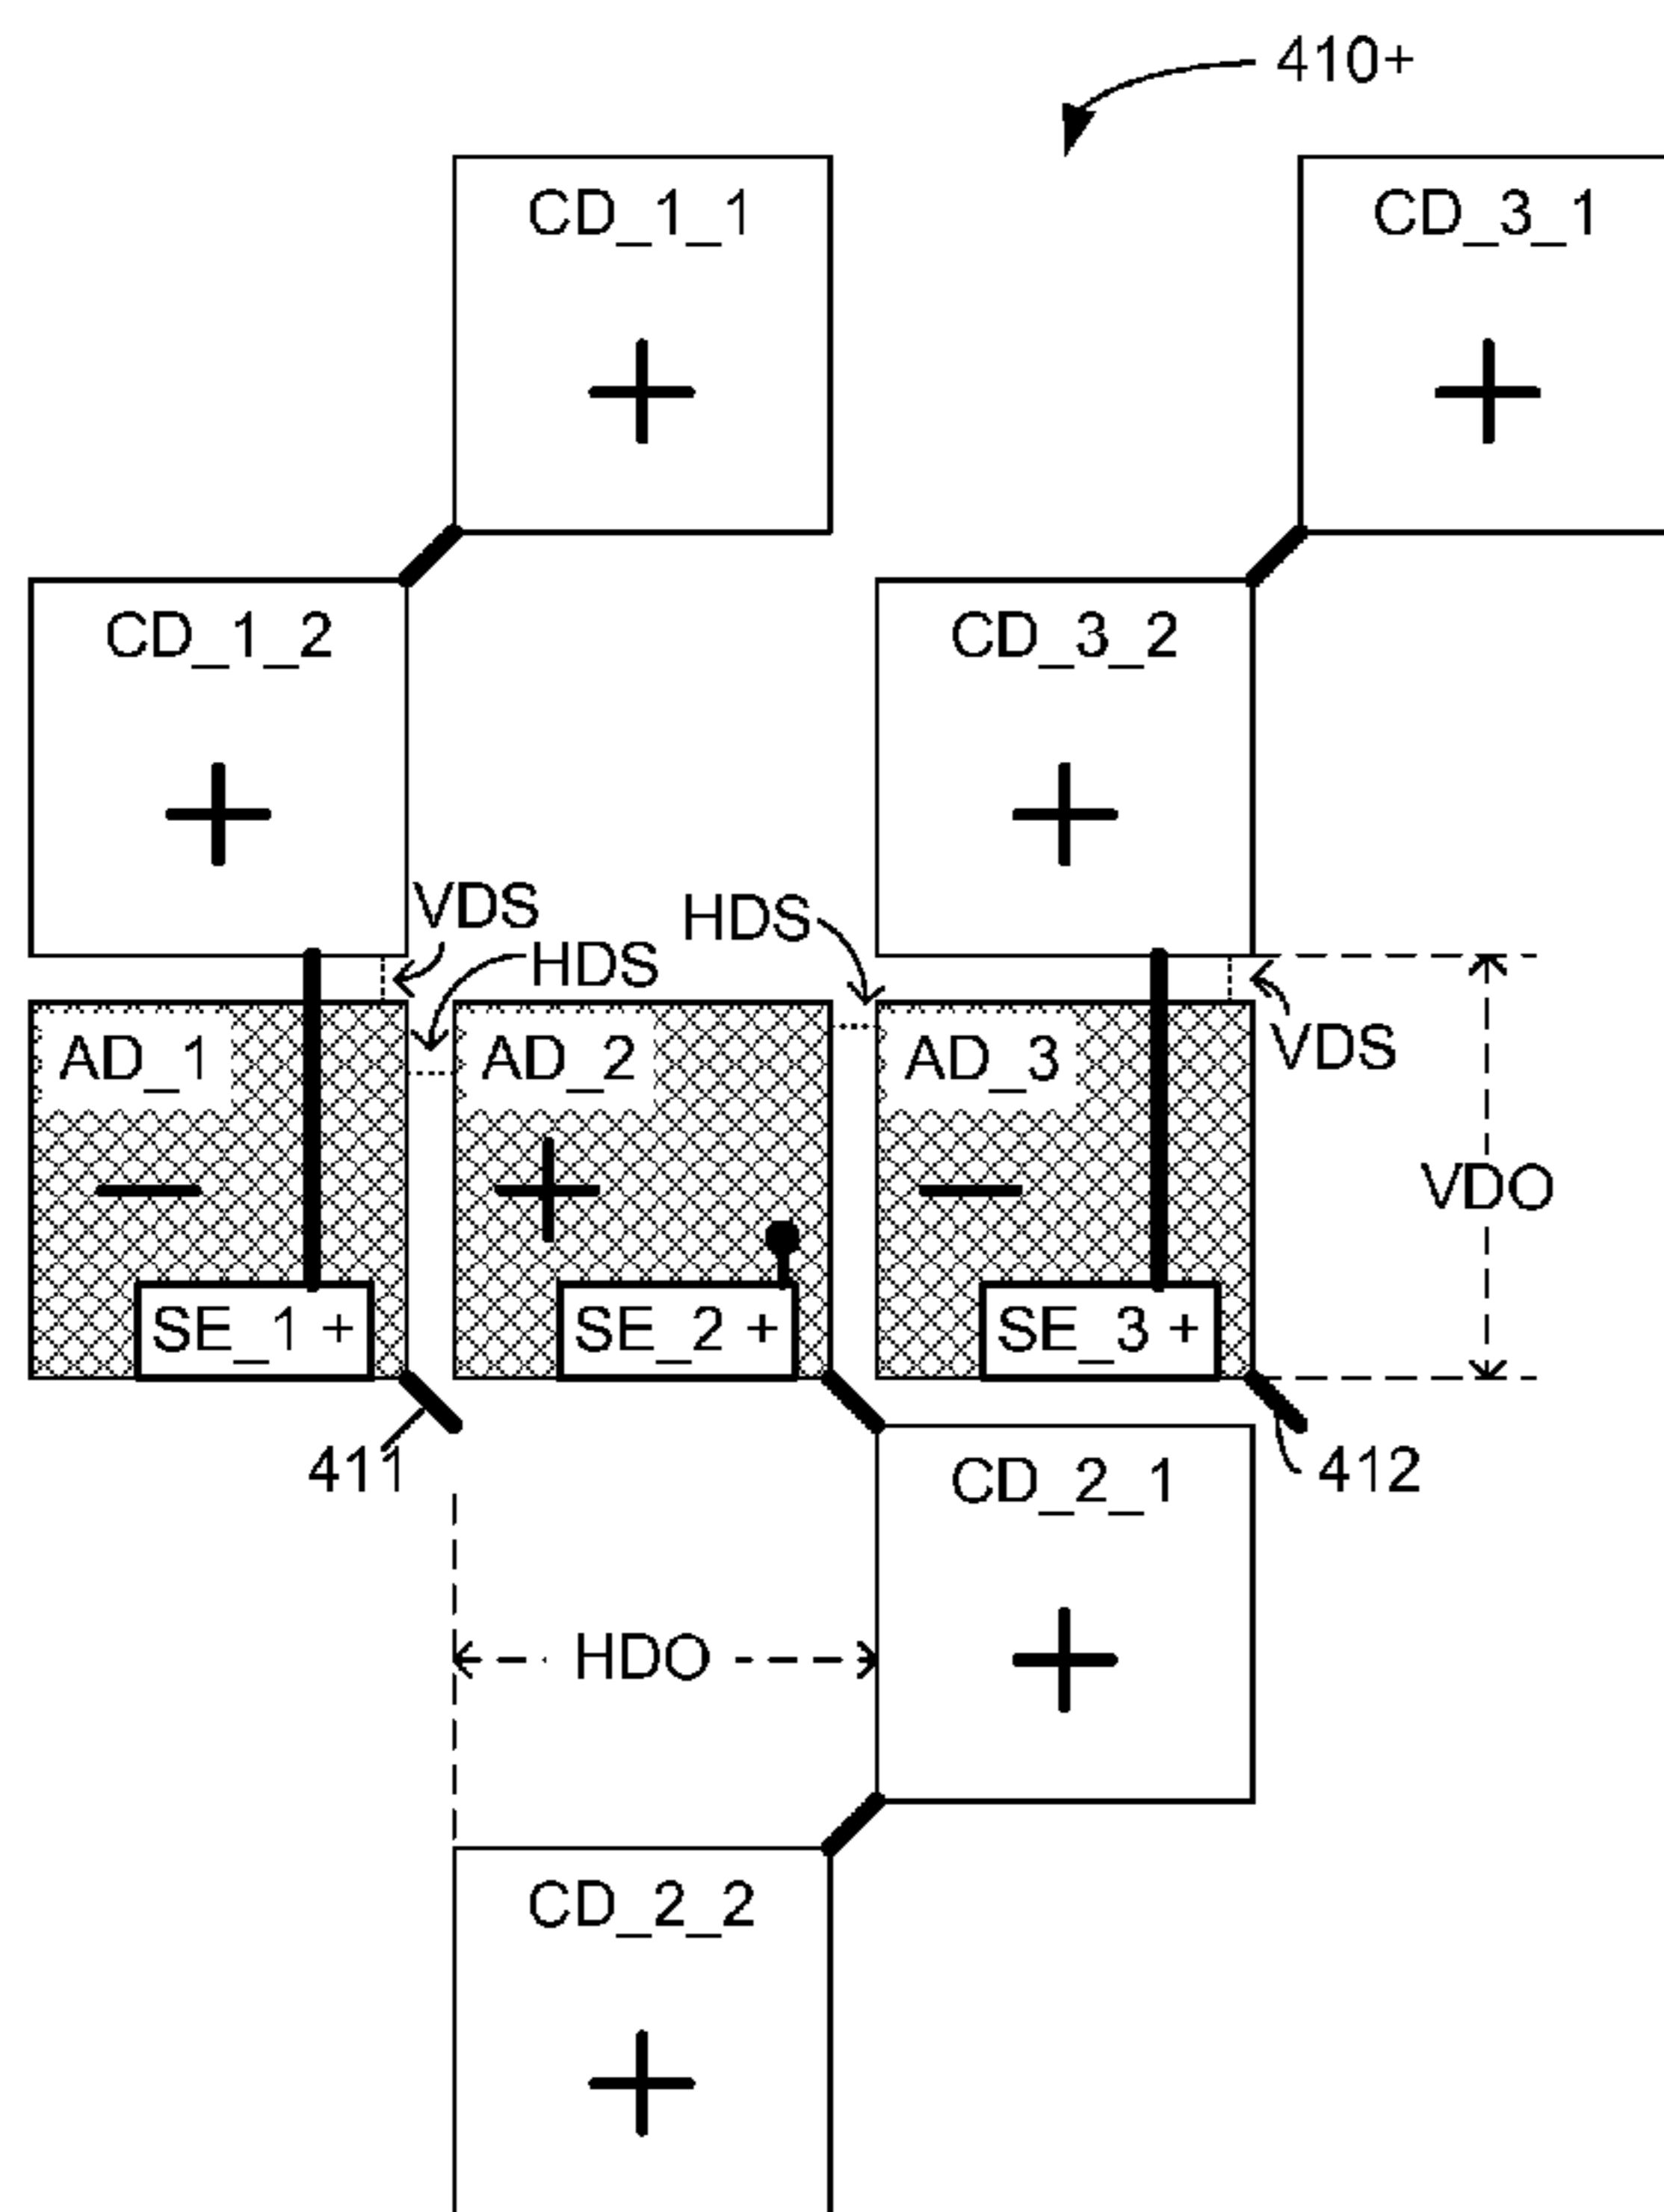 410+
CD_1_1
CD_3_1
+
+
CD_1_2
CD_3_2
+
+
VDS
HDS
HDS
AD_1
AD_2
AD_3
VDS
−
+
−
VDO
SE_1 +
SE_2 +
SE_3 +
411
CD_2_1
412
HDO
+
CD_2_2
+